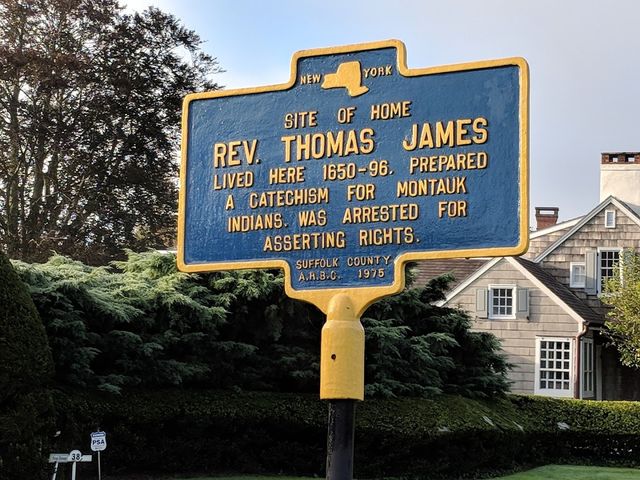 NEW YORK
SITE OF HOME
REV. THOMAS JAMES
LIVED HERE 1650-96. PREPARED
A CATECHISM FOR MONTAUK
INDIANS. WAS ARRESTED FOR
ASSERTING RIGHTS.
SUFFOLK COUNTY
A.R.B.C. 1975
PSA
38